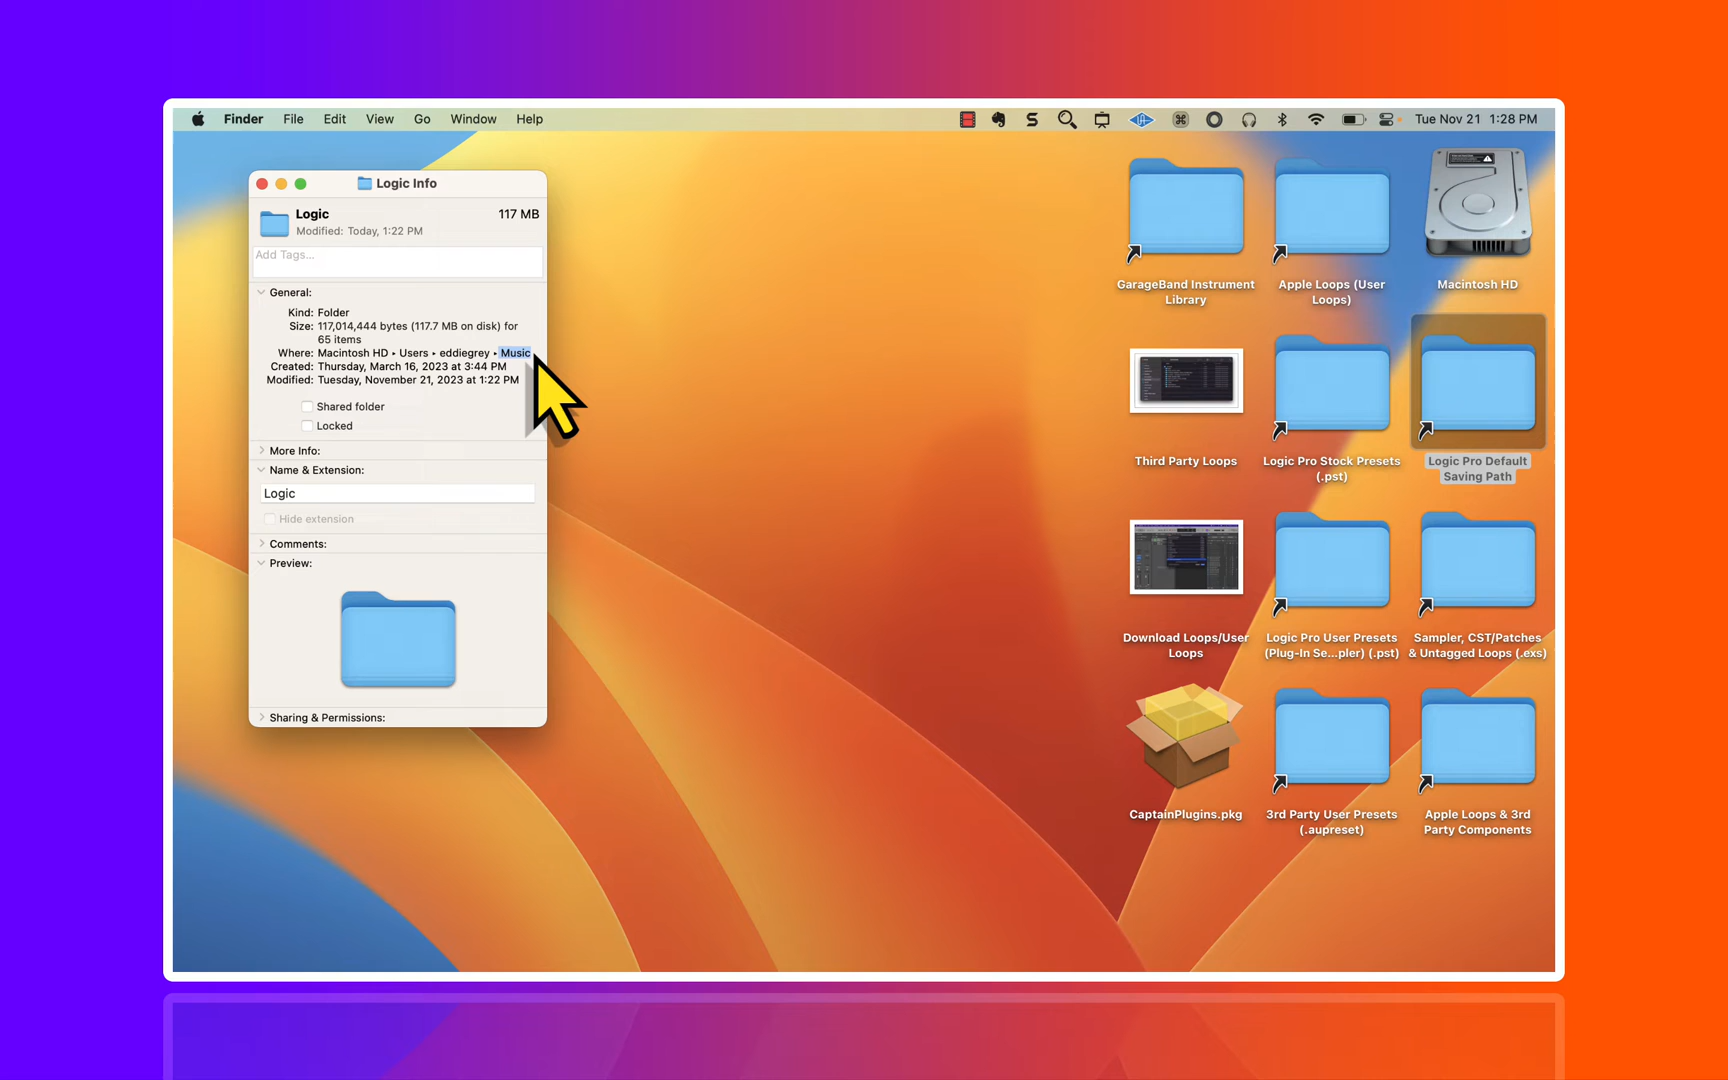 Finder File Edit View Go Window Help
Tue Nov 21 1:28 PM
Logic Info
Logic 117 MB
Modified: Today, 1:22 PM
Add Tags...
General:
Kind: Folder
Size: 117,014,444 bytes (117.7 MB on disk) for
65 items
Where: Macintosh HD ▸ Users ▸ eddiegrey ▸ Music
Created: Thursday, March 16, 2023 at 3:44 PM
Modified: Tuesday, November 21, 2023 at 1:22 PM
Shared folder
Locked
More Info:
Name & Extension:
Logic
Hide extension
Comments:
Preview:
Sharing & Permissions:
GarageBand Instrument
Library
Apple Loops (User
Loops)
Macintosh HD
Third Party Loops
Logic Pro Stock Presets
(.pst)
Logic Pro Default
Saving Path
Download Loops/User
Loops
Logic Pro User Presets
(Plug-In Se...pler) (.pst)
Sampler, CST/Patches
& Untagged Loops (.exs)
CaptainPlugins.pkg
3rd Party User Presets
(.aupreset)
Apple Loops & 3rd
Party Components